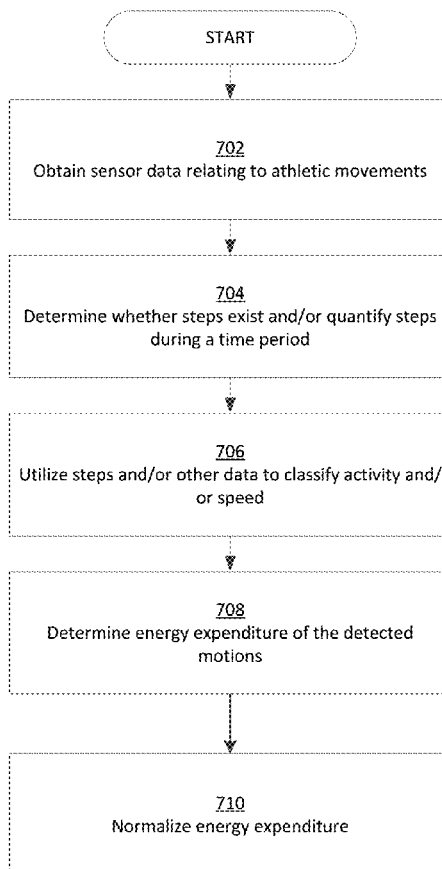 START
702
Obtain sensor data relating to athletic movements
704
Determine whether steps exist and/or quantify steps
during a time period
706
Utilize steps and/or other data to classify activity and/
or speed
708
Determine energy expenditure of the detected
motions
710
Normalize energy expenditure